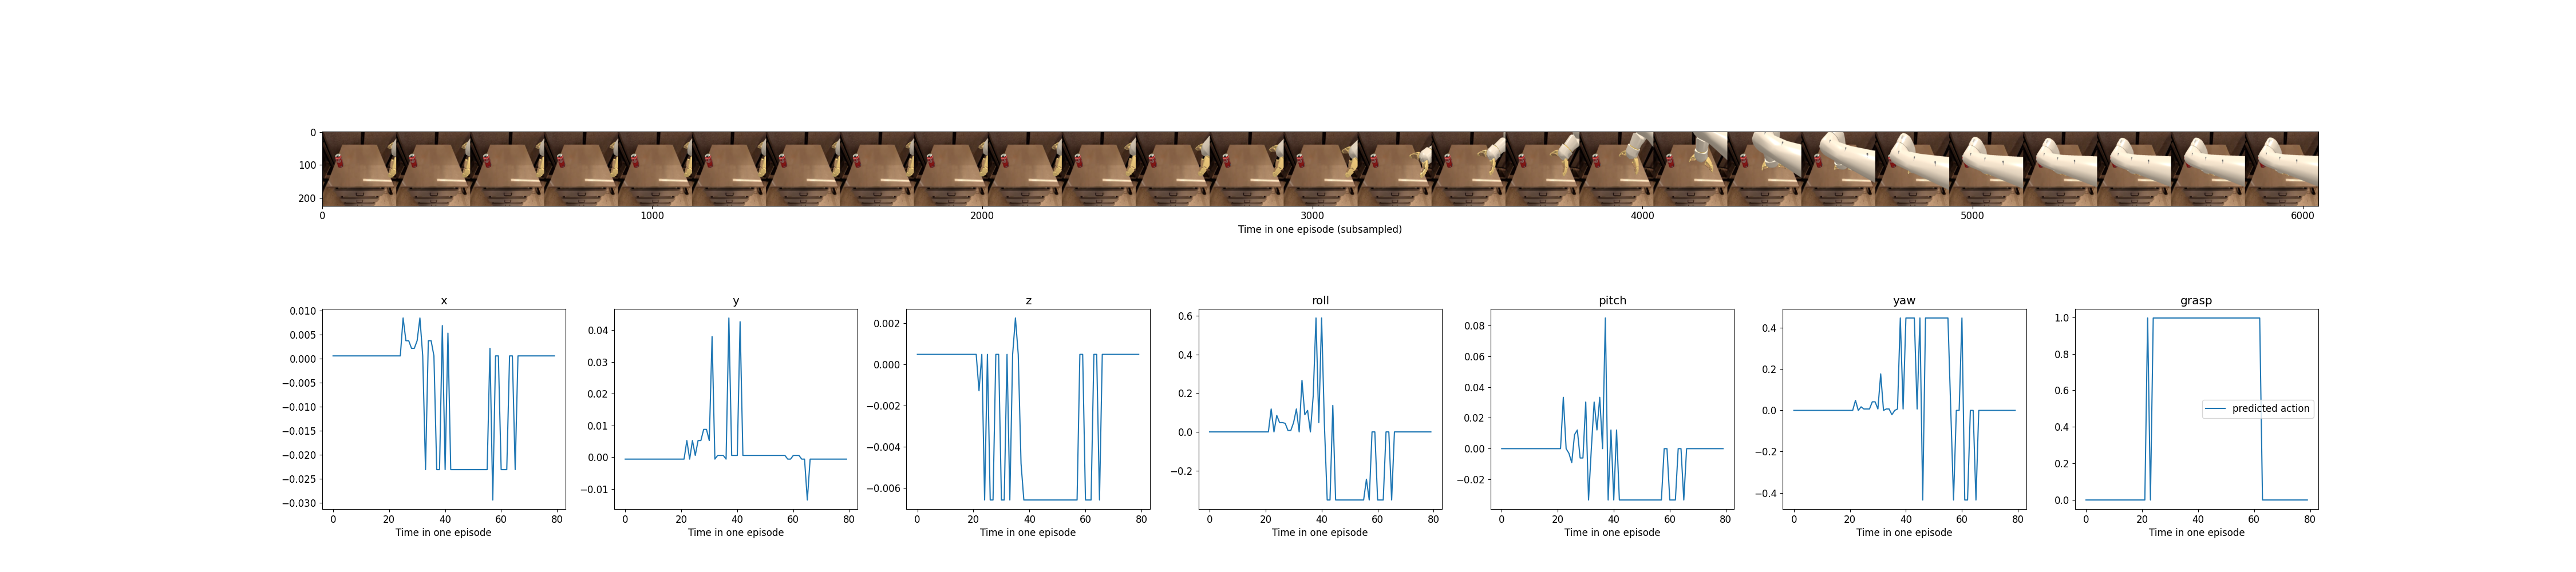 0
100
200
0 1000 2000 3000 4000 5000 6000
Time in one episode (subsampled)
x y z roll pitch yaw grasp
0.010
0.005
0.000
−0.005
−0.010
−0.015
−0.020
−0.025
−0.030
0 20 40 60 80
Time in one episode
0.04
0.03
0.02
0.01
0.00
−0.01
0 20 40 60 80
Time in one episode
0.002
0.000
−0.002
−0.004
−0.006
0 20 40 60 80
Time in one episode
0.6
0.4
0.2
0.0
−0.2
0 20 40 60 80
Time in one episode
0.08
0.06
0.04
0.02
0.00
−0.02
0 20 40 60 80
Time in one episode
0.4
0.2
0.0
−0.2
−0.4
0 20 40 60 80
Time in one episode
1.0
0.8
0.6
0.4
0.2
0.0
predicted action
0 20 40 60 80
Time in one episode